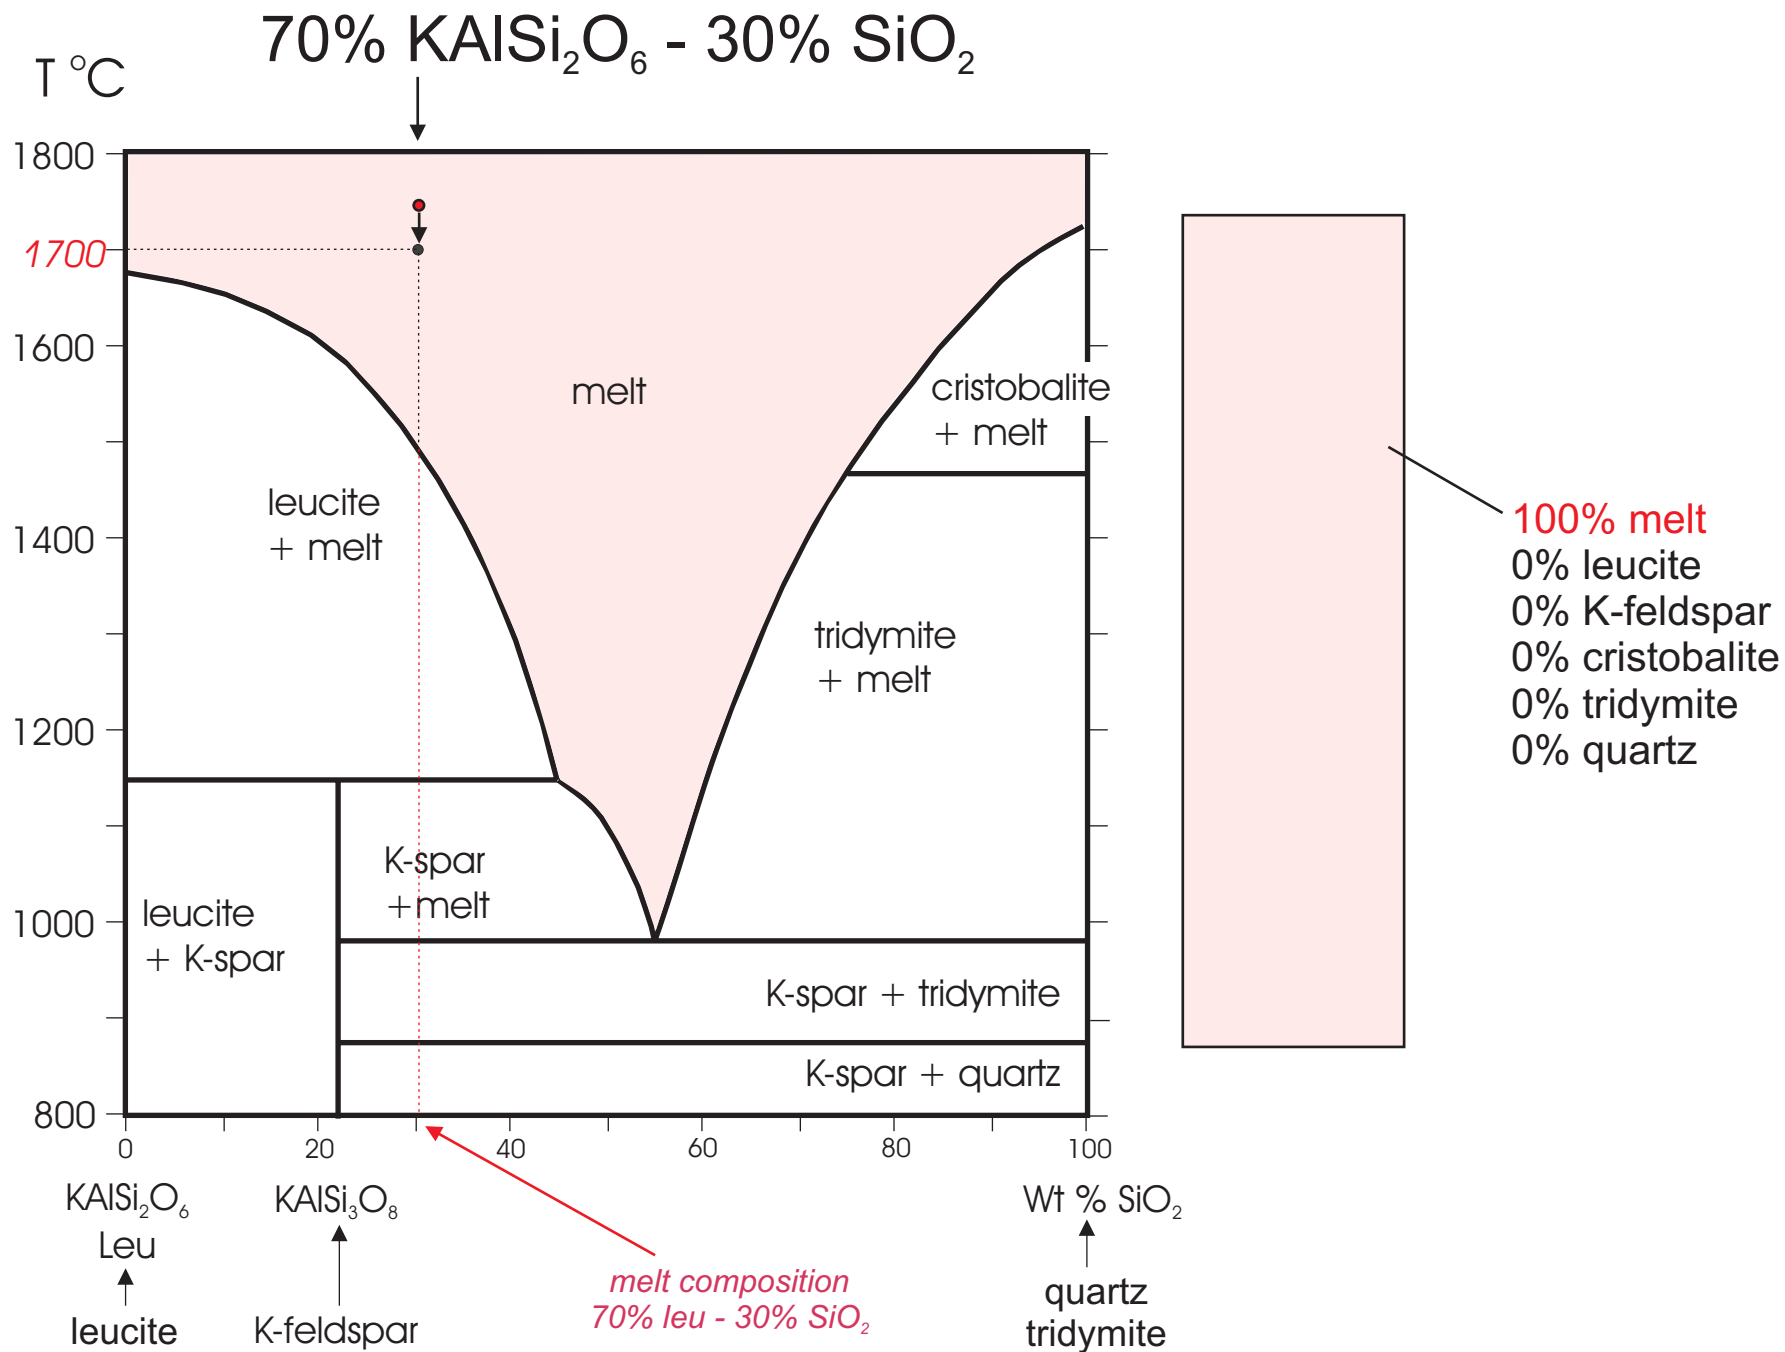 70% KAlSi₂O₆ - 30% SiO₂
T °C
1800
1700
1600
1400
1200
1000
800
melt
cristobalite
+ melt
leucite
+ melt
tridymite
+ melt
K-spar
+melt
leucite
+ K-spar
K-spar + tridymite
K-spar + quartz
100% melt
0% leucite
0% K-feldspar
0% cristobalite
0% tridymite
0% quartz
0 20 40 60 80 100
KAlSi₂O₆
Leu
leucite
KAlSi₃O₈
K-feldspar
melt composition
70% leu - 30% SiO₂
Wt % SiO₂
quartz
tridymite